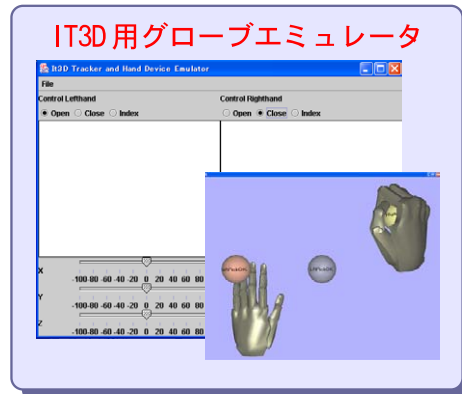 IT3D用グローブエミュレータ
It3D Tracker and Hand Device Emulator
File
Control Lefthand
Control Righthand
Open Close Index
Open Close Index
X
-100 -80 -60 -40 -20 0 20 40 60 80
Y
-100 -80 -60 -40 -20 0 20 40 60 80
Z
-100 -80 -60 -40 -20 0 20 40 60 80